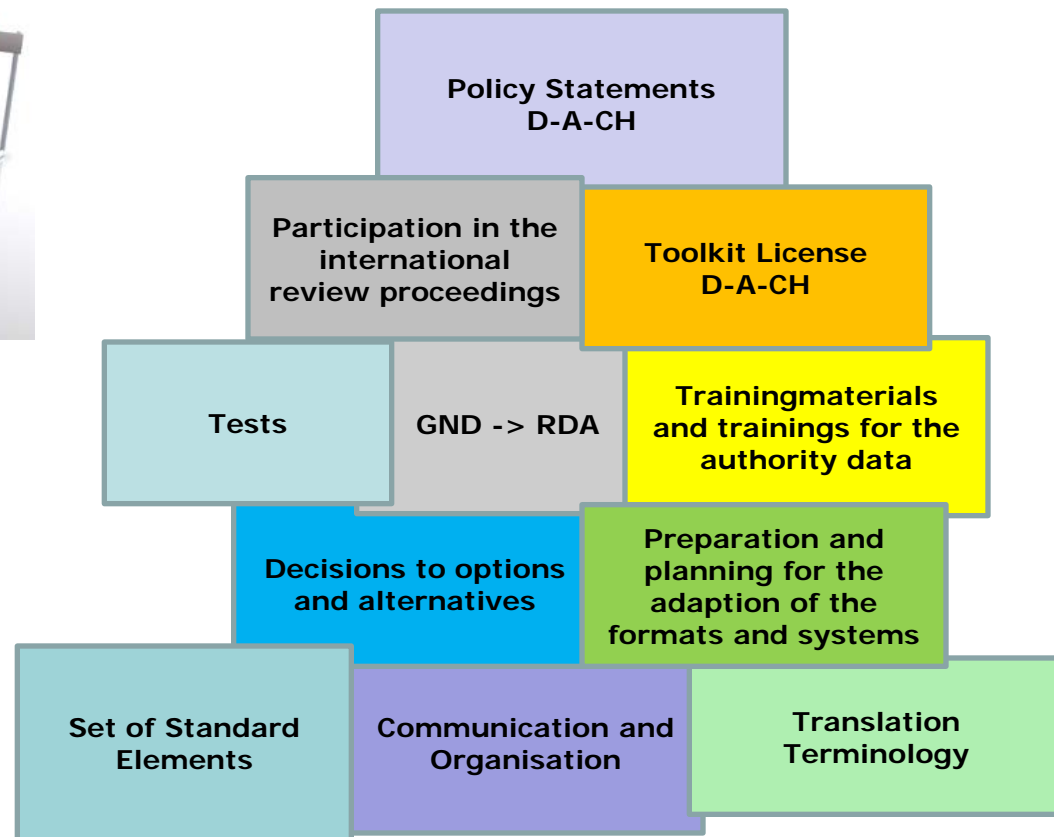 Policy Statements
D-A-CH
Participation in the
international
review proceedings
Toolkit License
D-A-CH
Tests
GND -> RDA
Trainingmaterials
and trainings for the
authority data
Decisions to options
and alternatives
Preparation and
planning for the
adaption of the
formats and systems
Set of Standard
Elements
Communication and
Organisation
Translation
Terminology